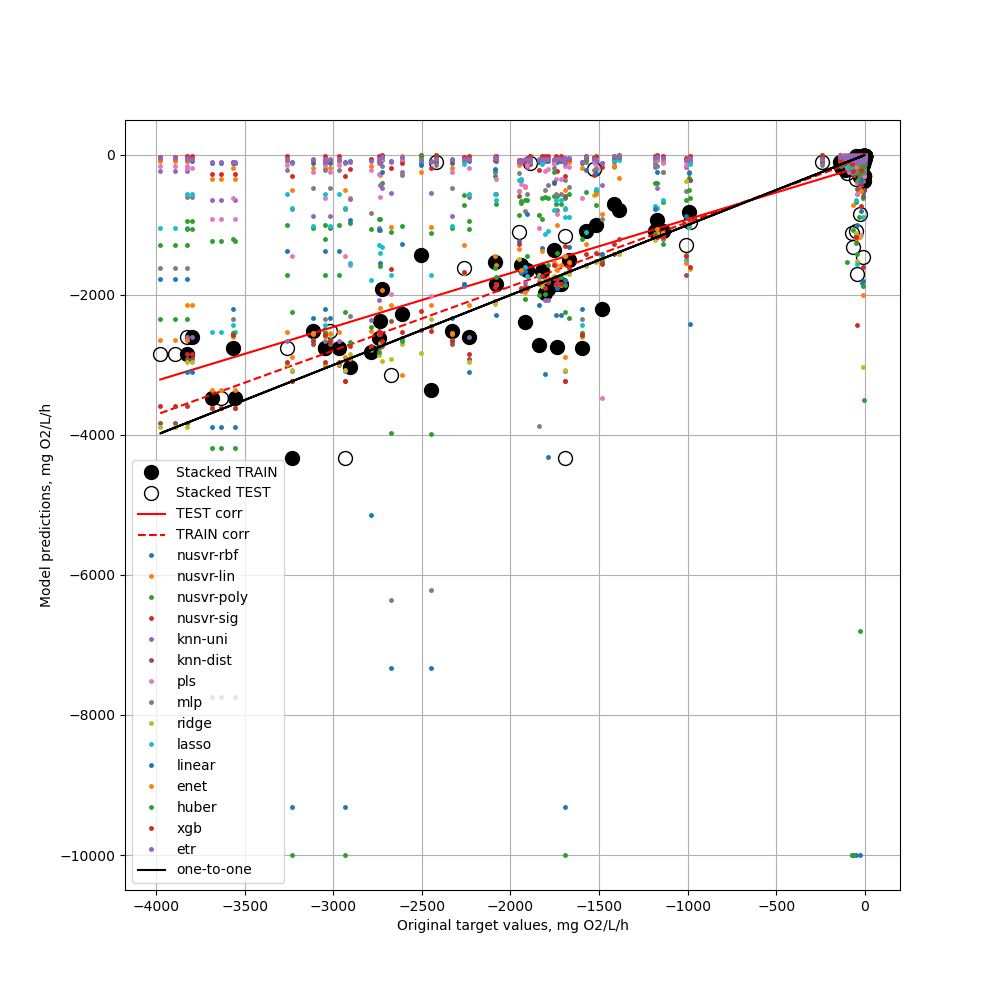 0
−2000
−4000
−6000
−8000
−10000
Model predictions, mg O2/L/h
Stacked TRAIN
Stacked TEST
TEST corr
TRAIN corr
nusvr-rbf
nusvr-lin
nusvr-poly
nusvr-sig
knn-uni
knn-dist
pls
mlp
ridge
lasso
linear
enet
huber
xgb
etr
one-to-one
−4000 −3500 −3000 −2500 −2000 −1500 −1000 −500 0
Original target values, mg O2/L/h